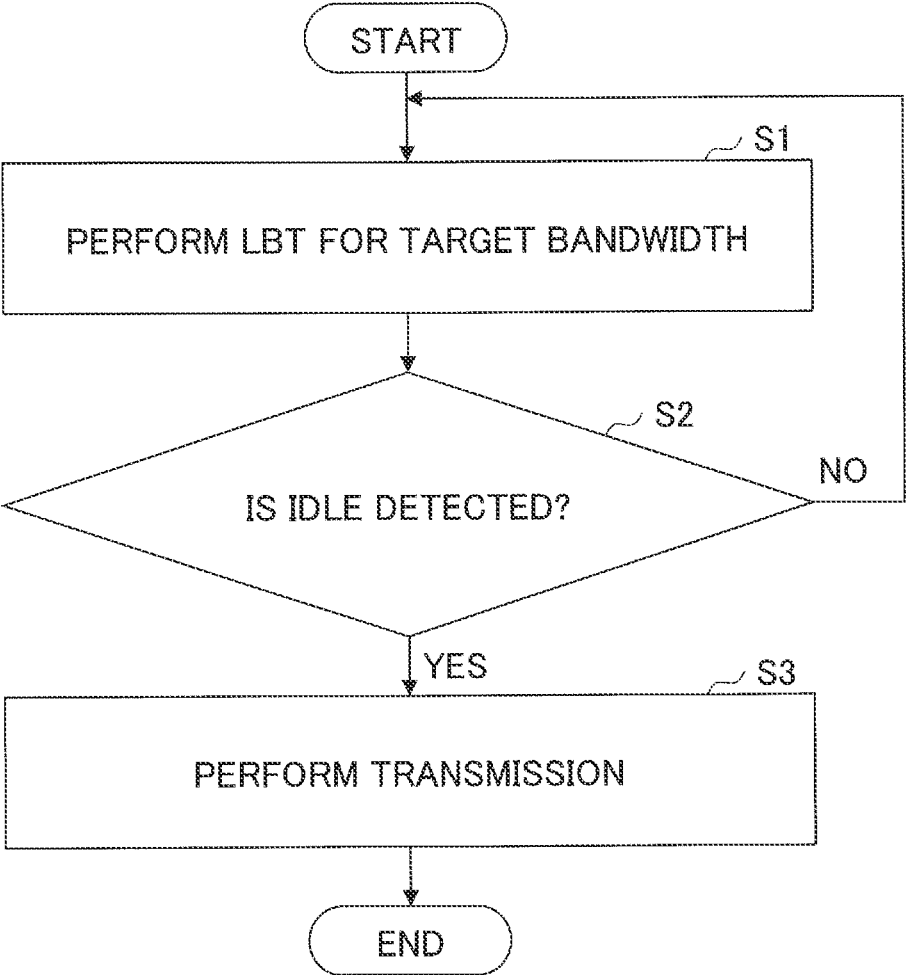 START
S1
PERFORM LBT FOR TARGET BANDWIDTH
S2
NO
IS IDLE DETECTED?
YES
S3
PERFORM TRANSMISSION
END